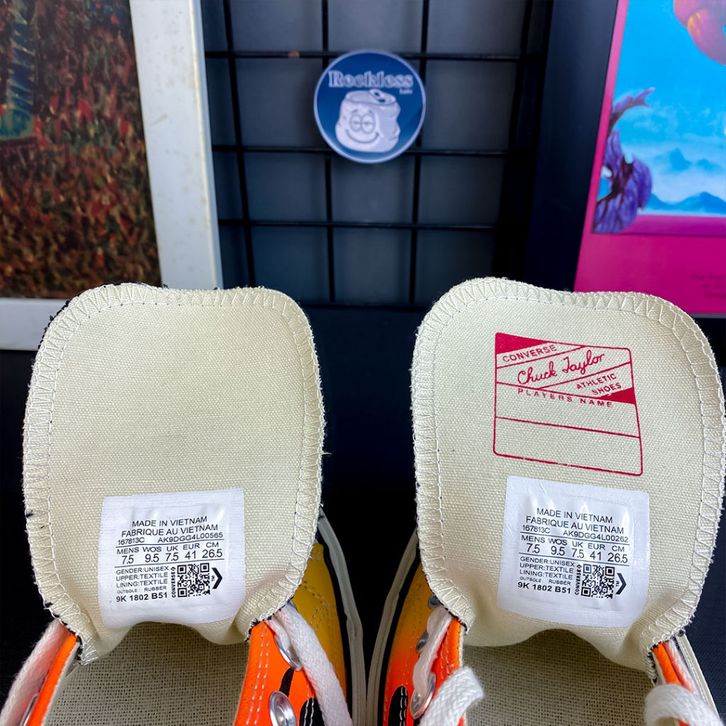 Reckless
CONVERSE
Chuck Taylor
ATHLETIC
SHOES
PLAYERS NAME
MADE IN VIETNAM
FABRIQUE AU VIETNAM
167813C AK9DGG4L00565
MENS WOS UK EUR CM
7.5 9.5 7.5 41 26.5
GENDER:UNISEX
UPPER:TEXTILE
LINING:TEXTILE
OUTSOLE : RUBBER
9K 1802 B51
CONVERSE
MADE IN VIETNAM
FABRIQUE AU VIETNAM
167813C AK9DGG4L00262
MENS WOS UK EUR CM
7.5 9.5 7.5 41 26.5
GENDER:UNISEX
UPPER:TEXTILE
LINING:TEXTILE
OUTSOLE : RUBBER
9K 1802 B51
CONVERSE